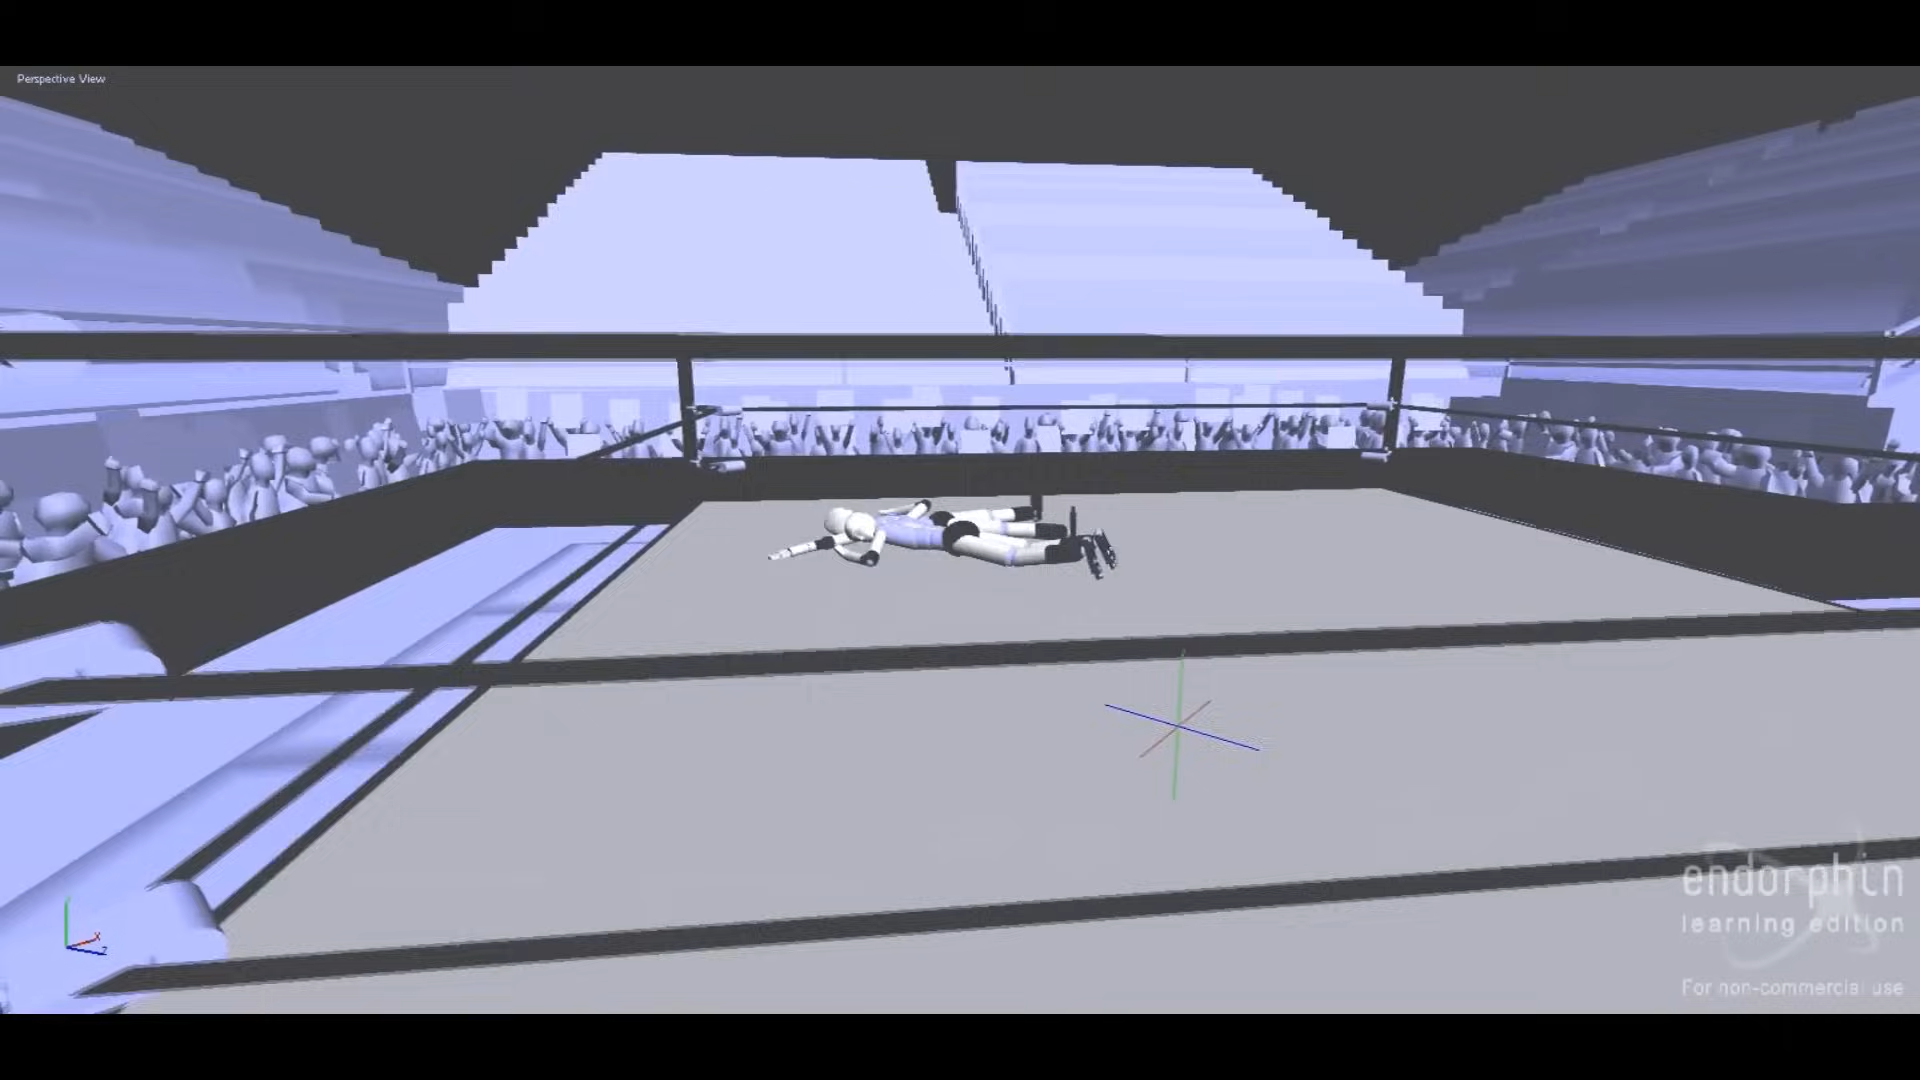 Perspective View
X
Z
endorphin
learning edition
For non-commercial use